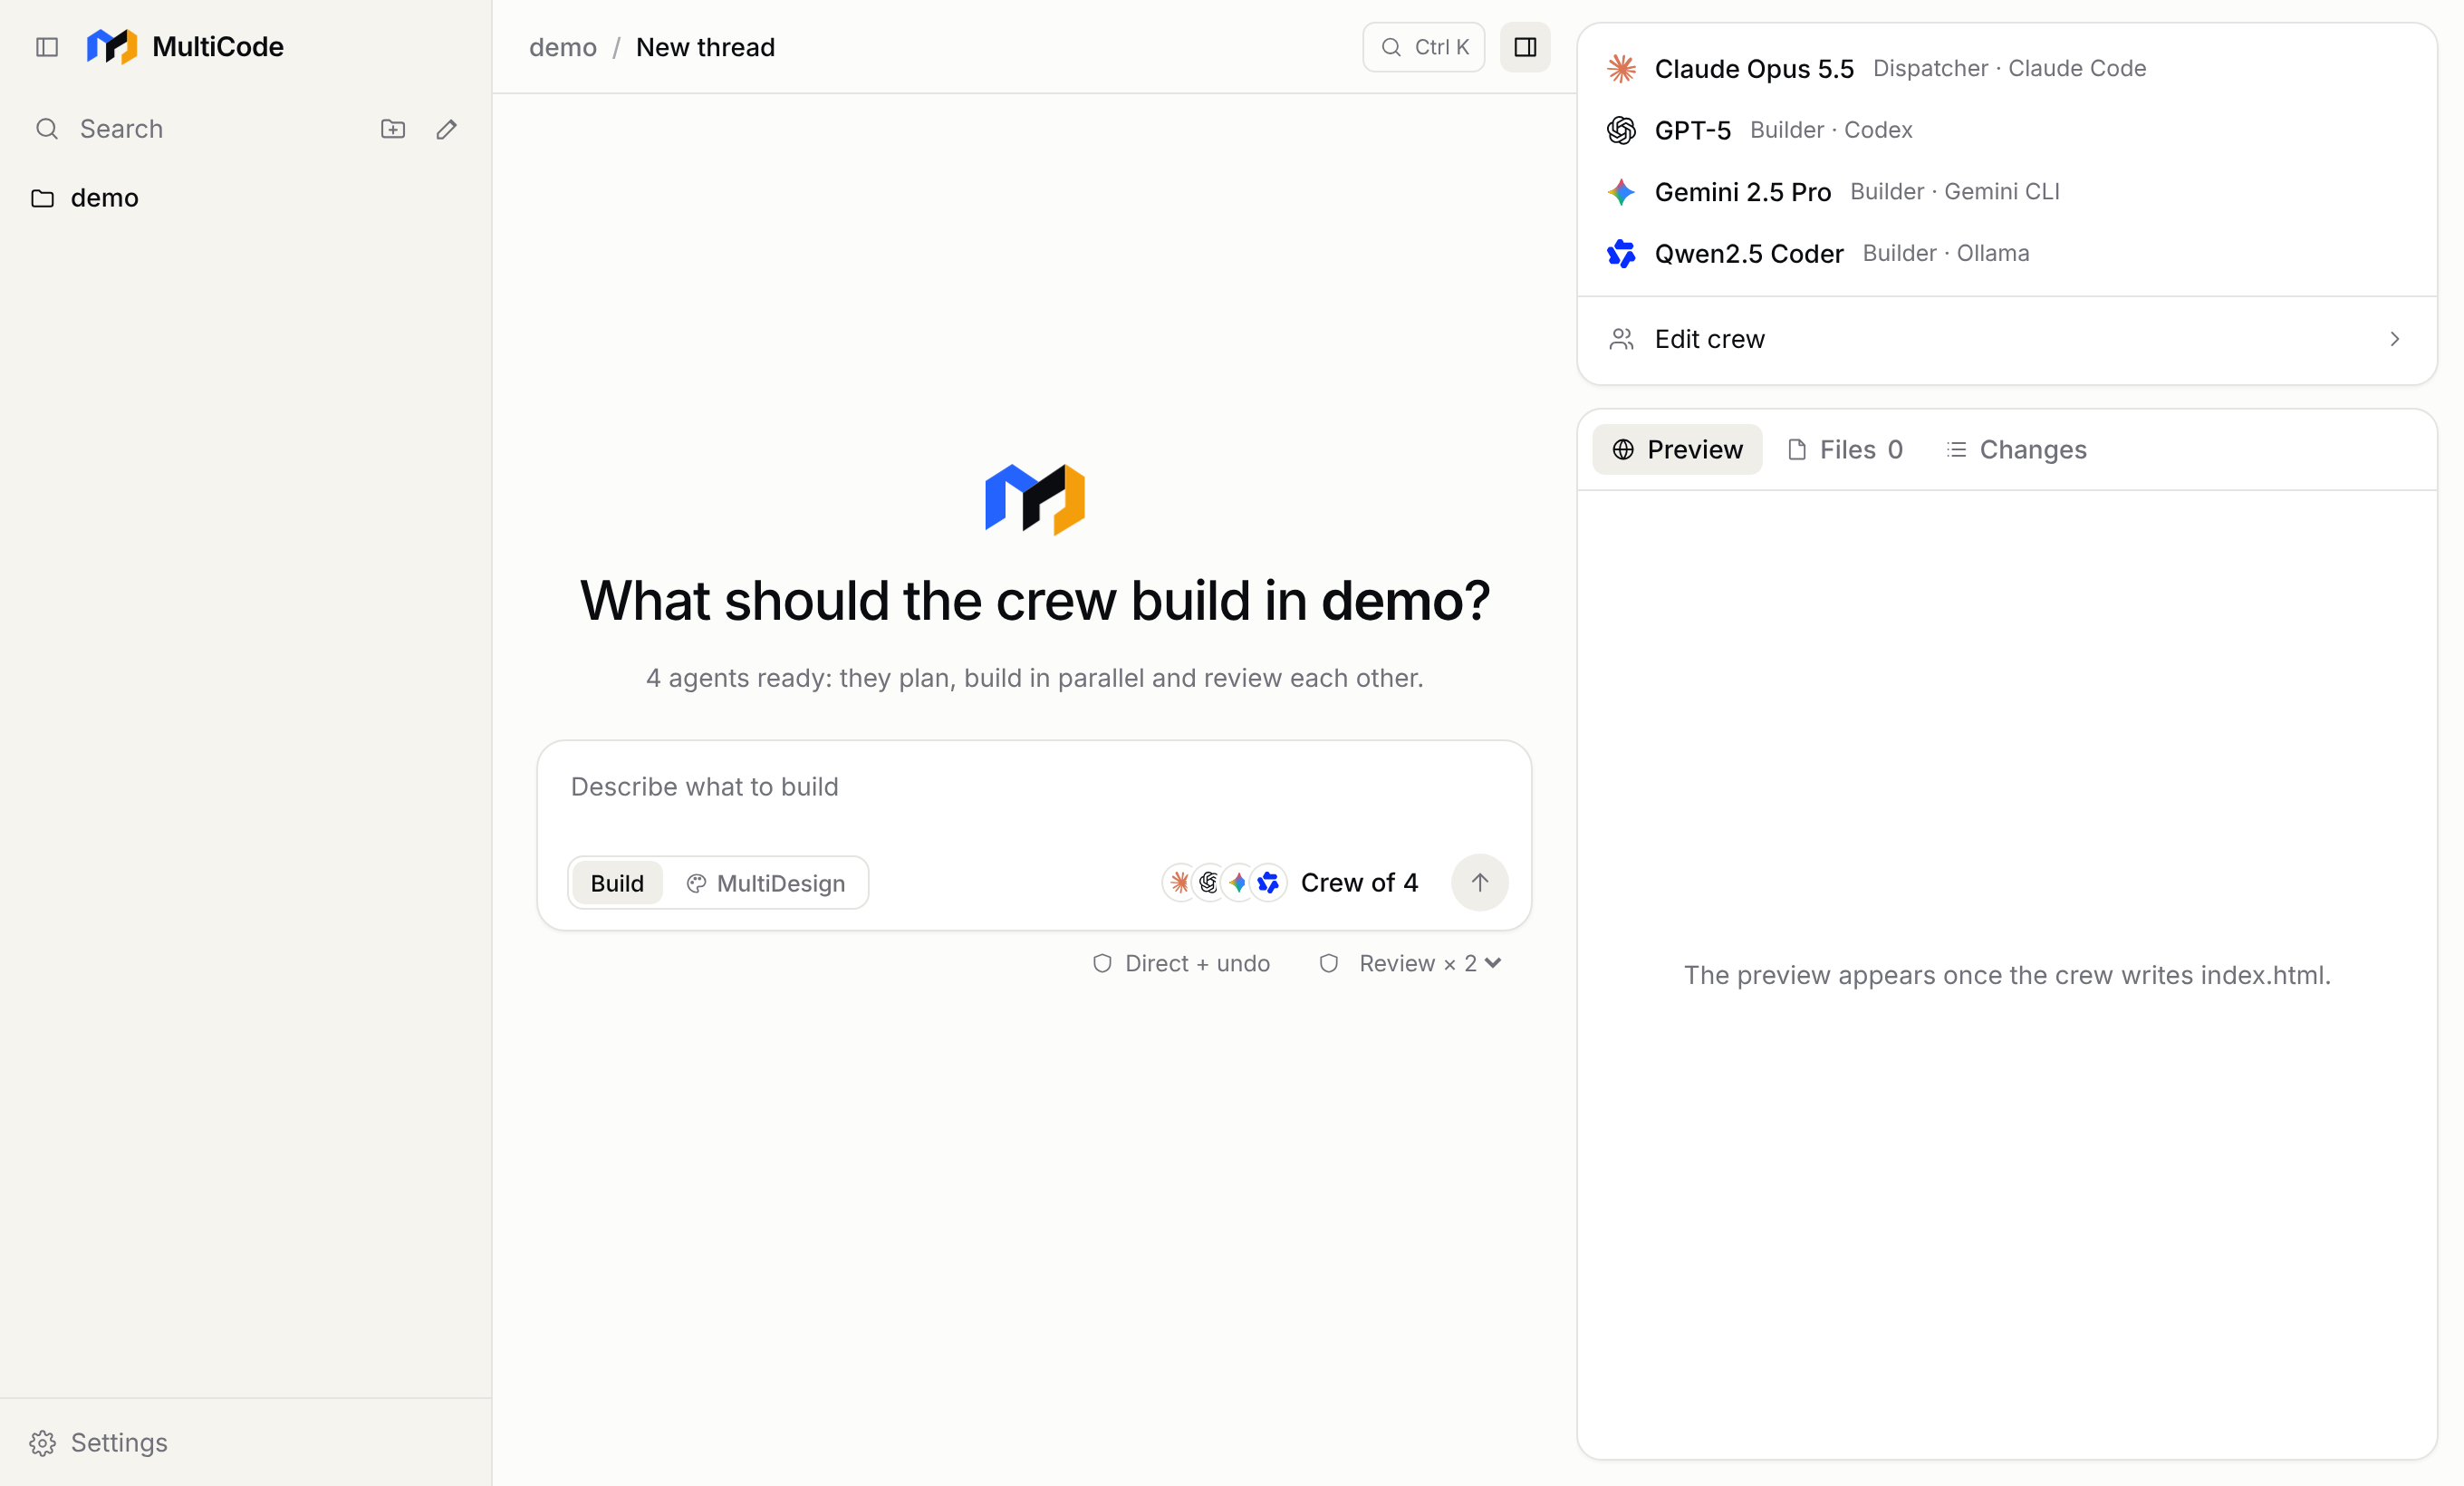 MultiCode
Search
demo
Settings
demo / New thread
Ctrl K
What should the crew build in demo?
4 agents ready: they plan, build in parallel and review each other.
Describe what to build
Build
MultiDesign
Crew of 4
Direct + undo
Review × 2
Claude Opus 5.5 Dispatcher · Claude Code
GPT-5 Builder · Codex
Gemini 2.5 Pro Builder · Gemini CLI
Qwen2.5 Coder Builder · Ollama
Edit crew
Preview
Files 0
Changes
The preview appears once the crew writes index.html.